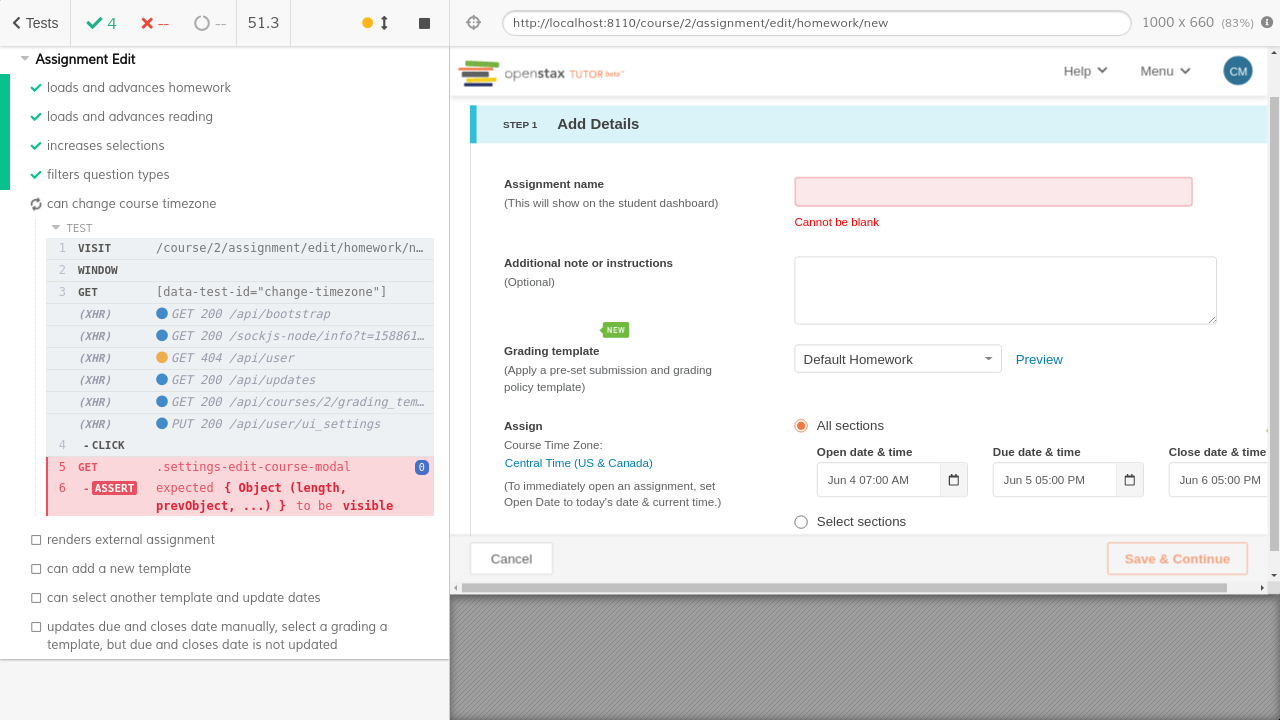 Tests
4
--
--
51.3
http://localhost:8110/course/2/assignment/edit/homework/new
1000 x 660 (83%)
Assignment Edit
loads and advances homework
loads and advances reading
increases selections
filters question types
can change course timezone
TEST
1 VISIT /course/2/assignment/edit/homework/n…
2 WINDOW
3 GET [data-test-id="change-timezone"]
(XHR) GET 200 /api/bootstrap
(XHR) GET 200 /sockjs-node/info?t=158861…
(XHR) GET 404 /api/user
(XHR) GET 200 /api/updates
(XHR) GET 200 /api/courses/2/grading_tem…
(XHR) PUT 200 /api/user/ui_settings
4 -CLICK
5 GET .settings-edit-course-modal 0
6 -ASSERT expected { Object (length,
prevObject, ...) } to be visible
renders external assignment
can add a new template
can select another template and update dates
updates due and closes date manually, select a grading a
template, but due and closes date is not updated
openstax TUTOR beta™
Help
Menu
CM
STEP 1 Add Details
Assignment name
(This will show on the student dashboard)
Cannot be blank
Additional note or instructions
(Optional)
NEW
Grading template
(Apply a pre-set submission and grading
policy template)
Default Homework
Preview
Assign
Course Time Zone:
Central Time (US & Canada)
(To immediately open an assignment, set
Open Date to today's date & current time.)
All sections
Open date & time
Due date & time
Close date & time
Jun 4 07:00 AM
Jun 5 05:00 PM
Jun 6 05:00 PM
Select sections
Cancel
Save & Continue